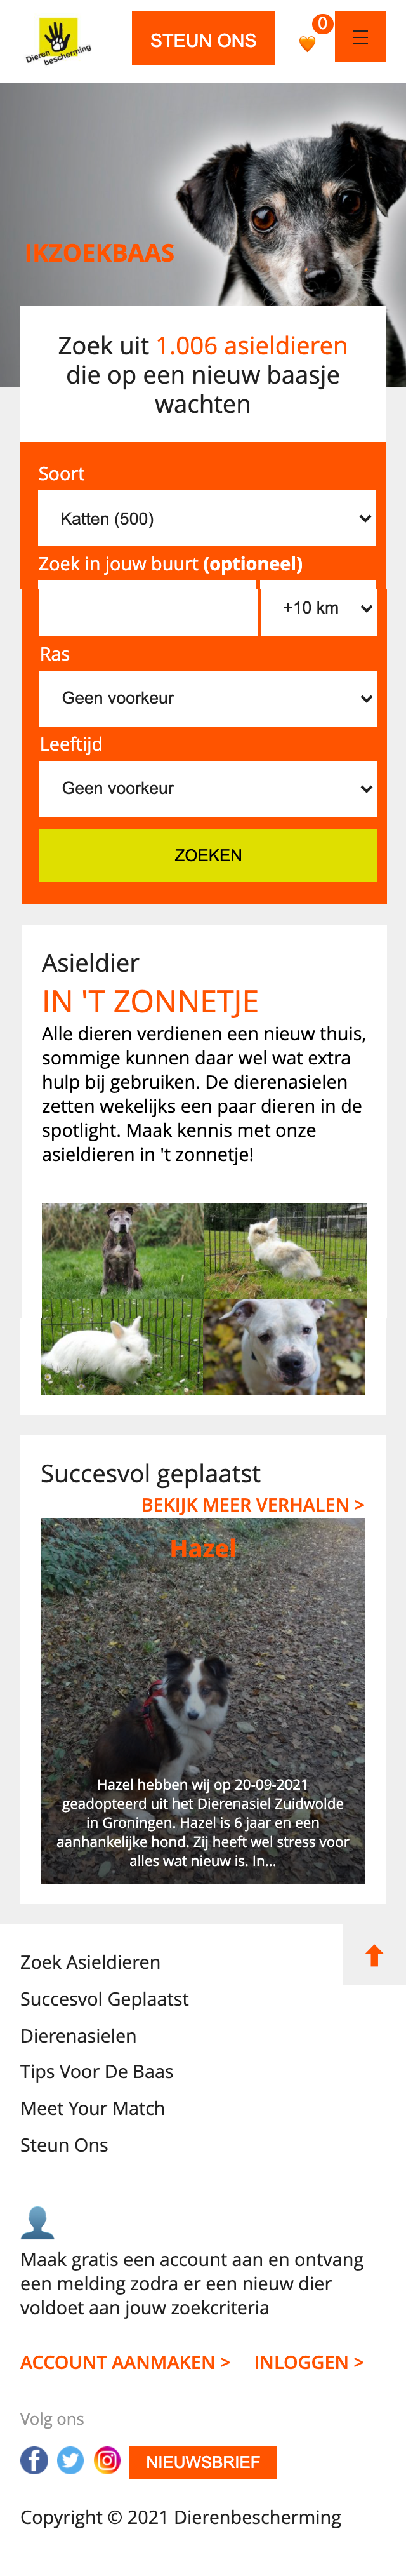 Dieren
bescherming
STEUN ONS
0
IKZOEKBAAS
Zoek uit 1.006 asieldieren
die op een nieuw baasje
wachten
Soort
Katten (500)
Zoek in jouw buurt (optioneel)
+10 km
Ras
Geen voorkeur
Leeftijd
Geen voorkeur
ZOEKEN
Asieldier
IN 'T ZONNETJE
Alle dieren verdienen een nieuw thuis,
sommige kunnen daar wel wat extra
hulp bij gebruiken. De dierenasielen
zetten wekelijks een paar dieren in de
spotlight. Maak kennis met onze
asieldieren in 't zonnetje!
Succesvol geplaatst
BEKIJK MEER VERHALEN >
Hazel
Hazel hebben wij op 20-09-2021
geadopteerd uit het Dierenasiel Zuidwolde
in Groningen. Hazel is 6 jaar en een
aanhankelijke hond. Zij heeft wel stress voor
alles wat nieuw is. In...
Zoek Asieldieren
Succesvol Geplaatst
Dierenasielen
Tips Voor De Baas
Meet Your Match
Steun Ons
Maak gratis een account aan en ontvang
een melding zodra er een nieuw dier
voldoet aan jouw zoekcriteria
ACCOUNT AANMAKEN > INLOGGEN >
Volg ons
NIEUWSBRIEF
Copyright © 2021 Dierenbescherming